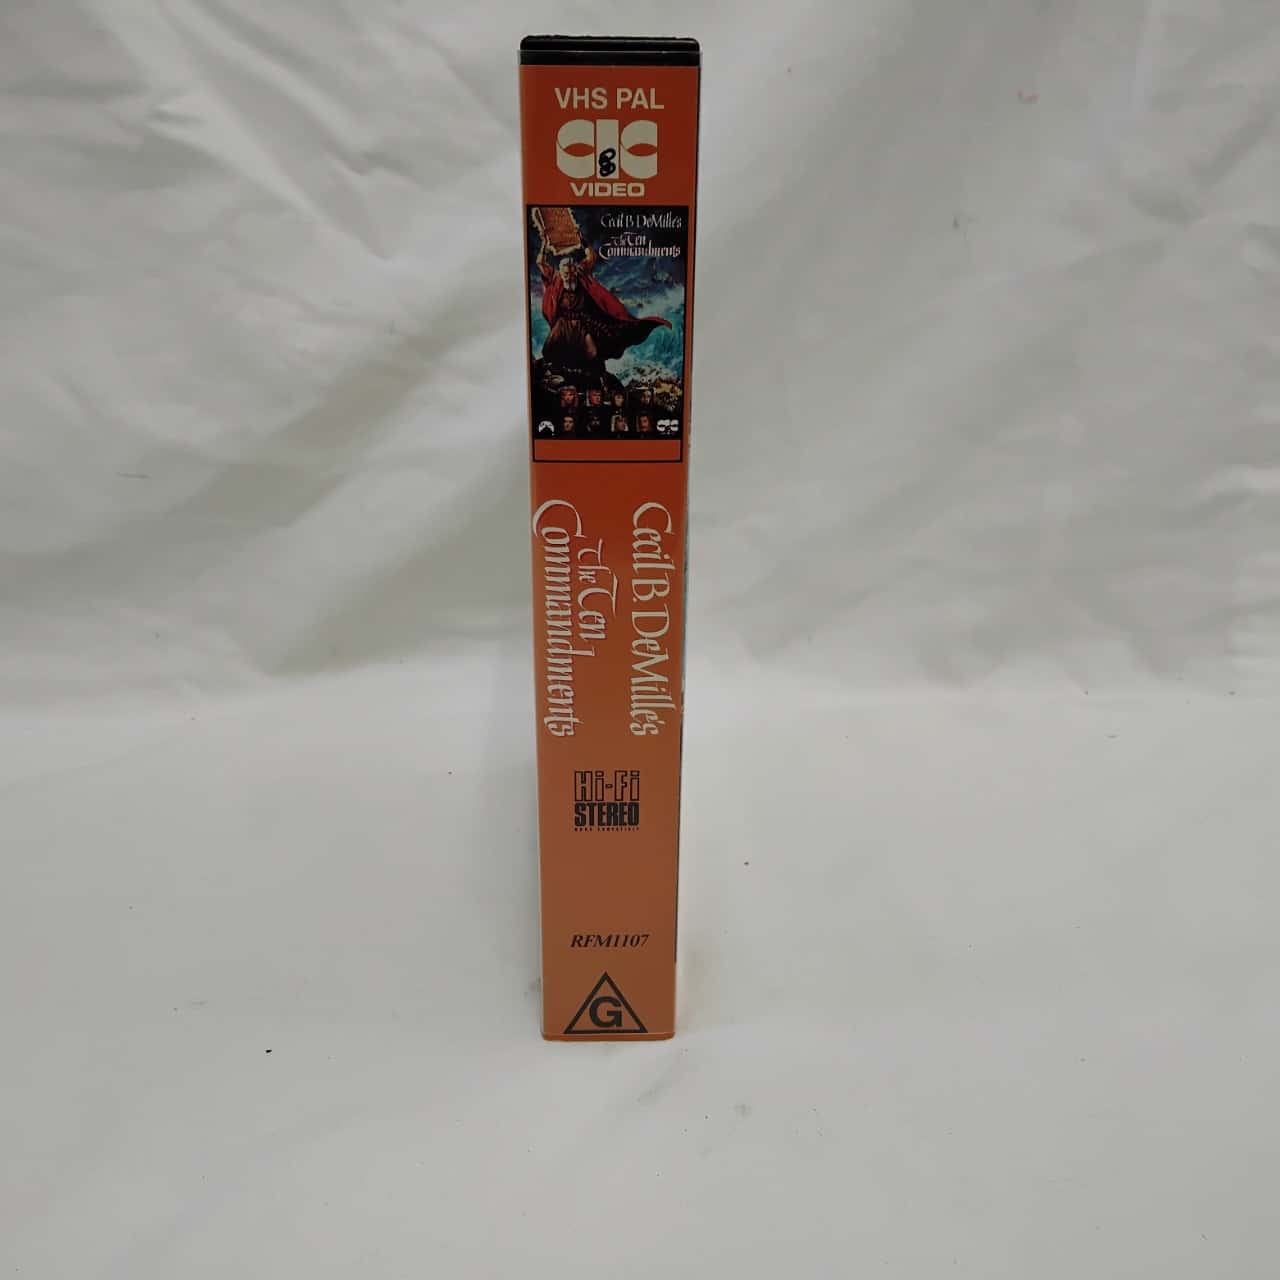 VHS PAL
CIC
VIDEO
Cecil B. DeMille's
The Ten
Commandments
Cecil B. DeMille's
The Ten
Commandments
Hi-Fi
STEREO
RFM1107
G